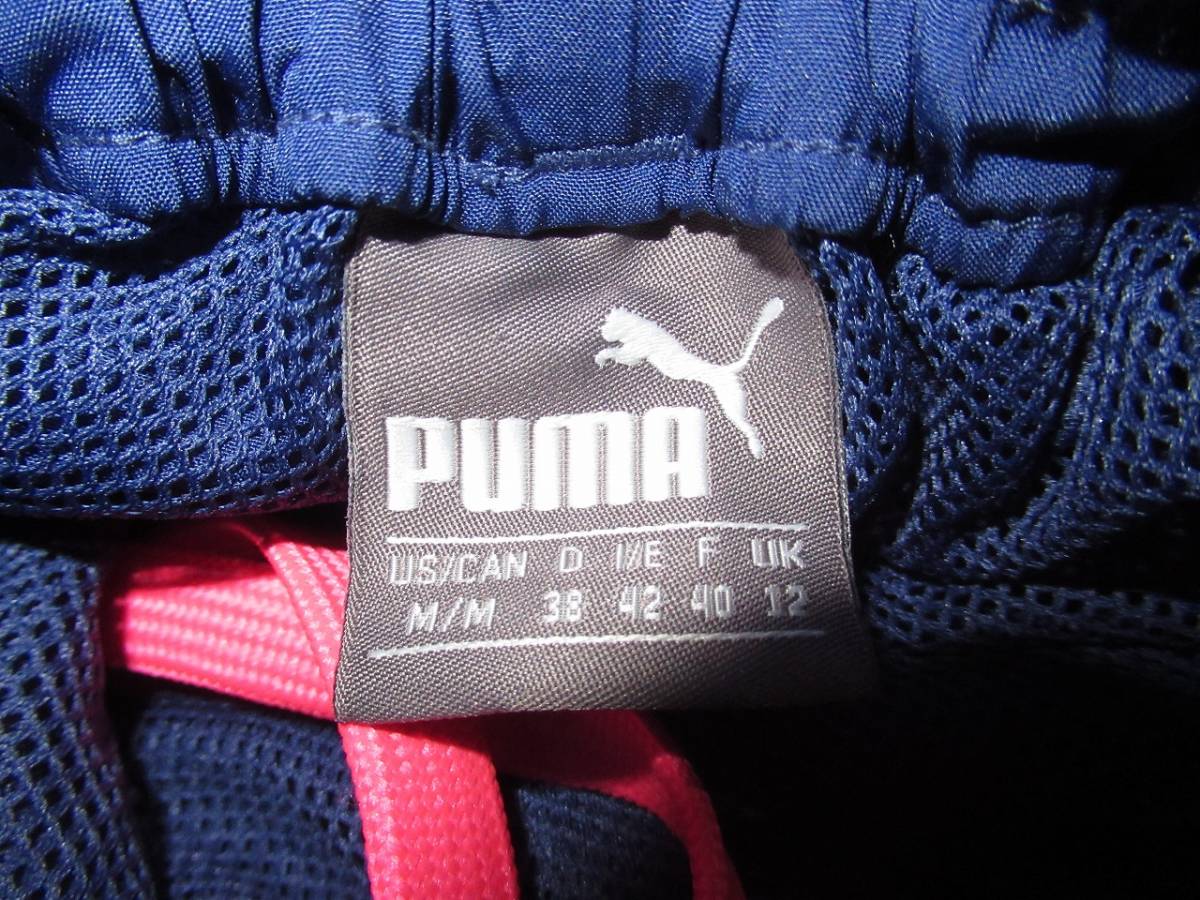 PUMA
US/CAN D I/E F UK
M/M 38 42 40 12